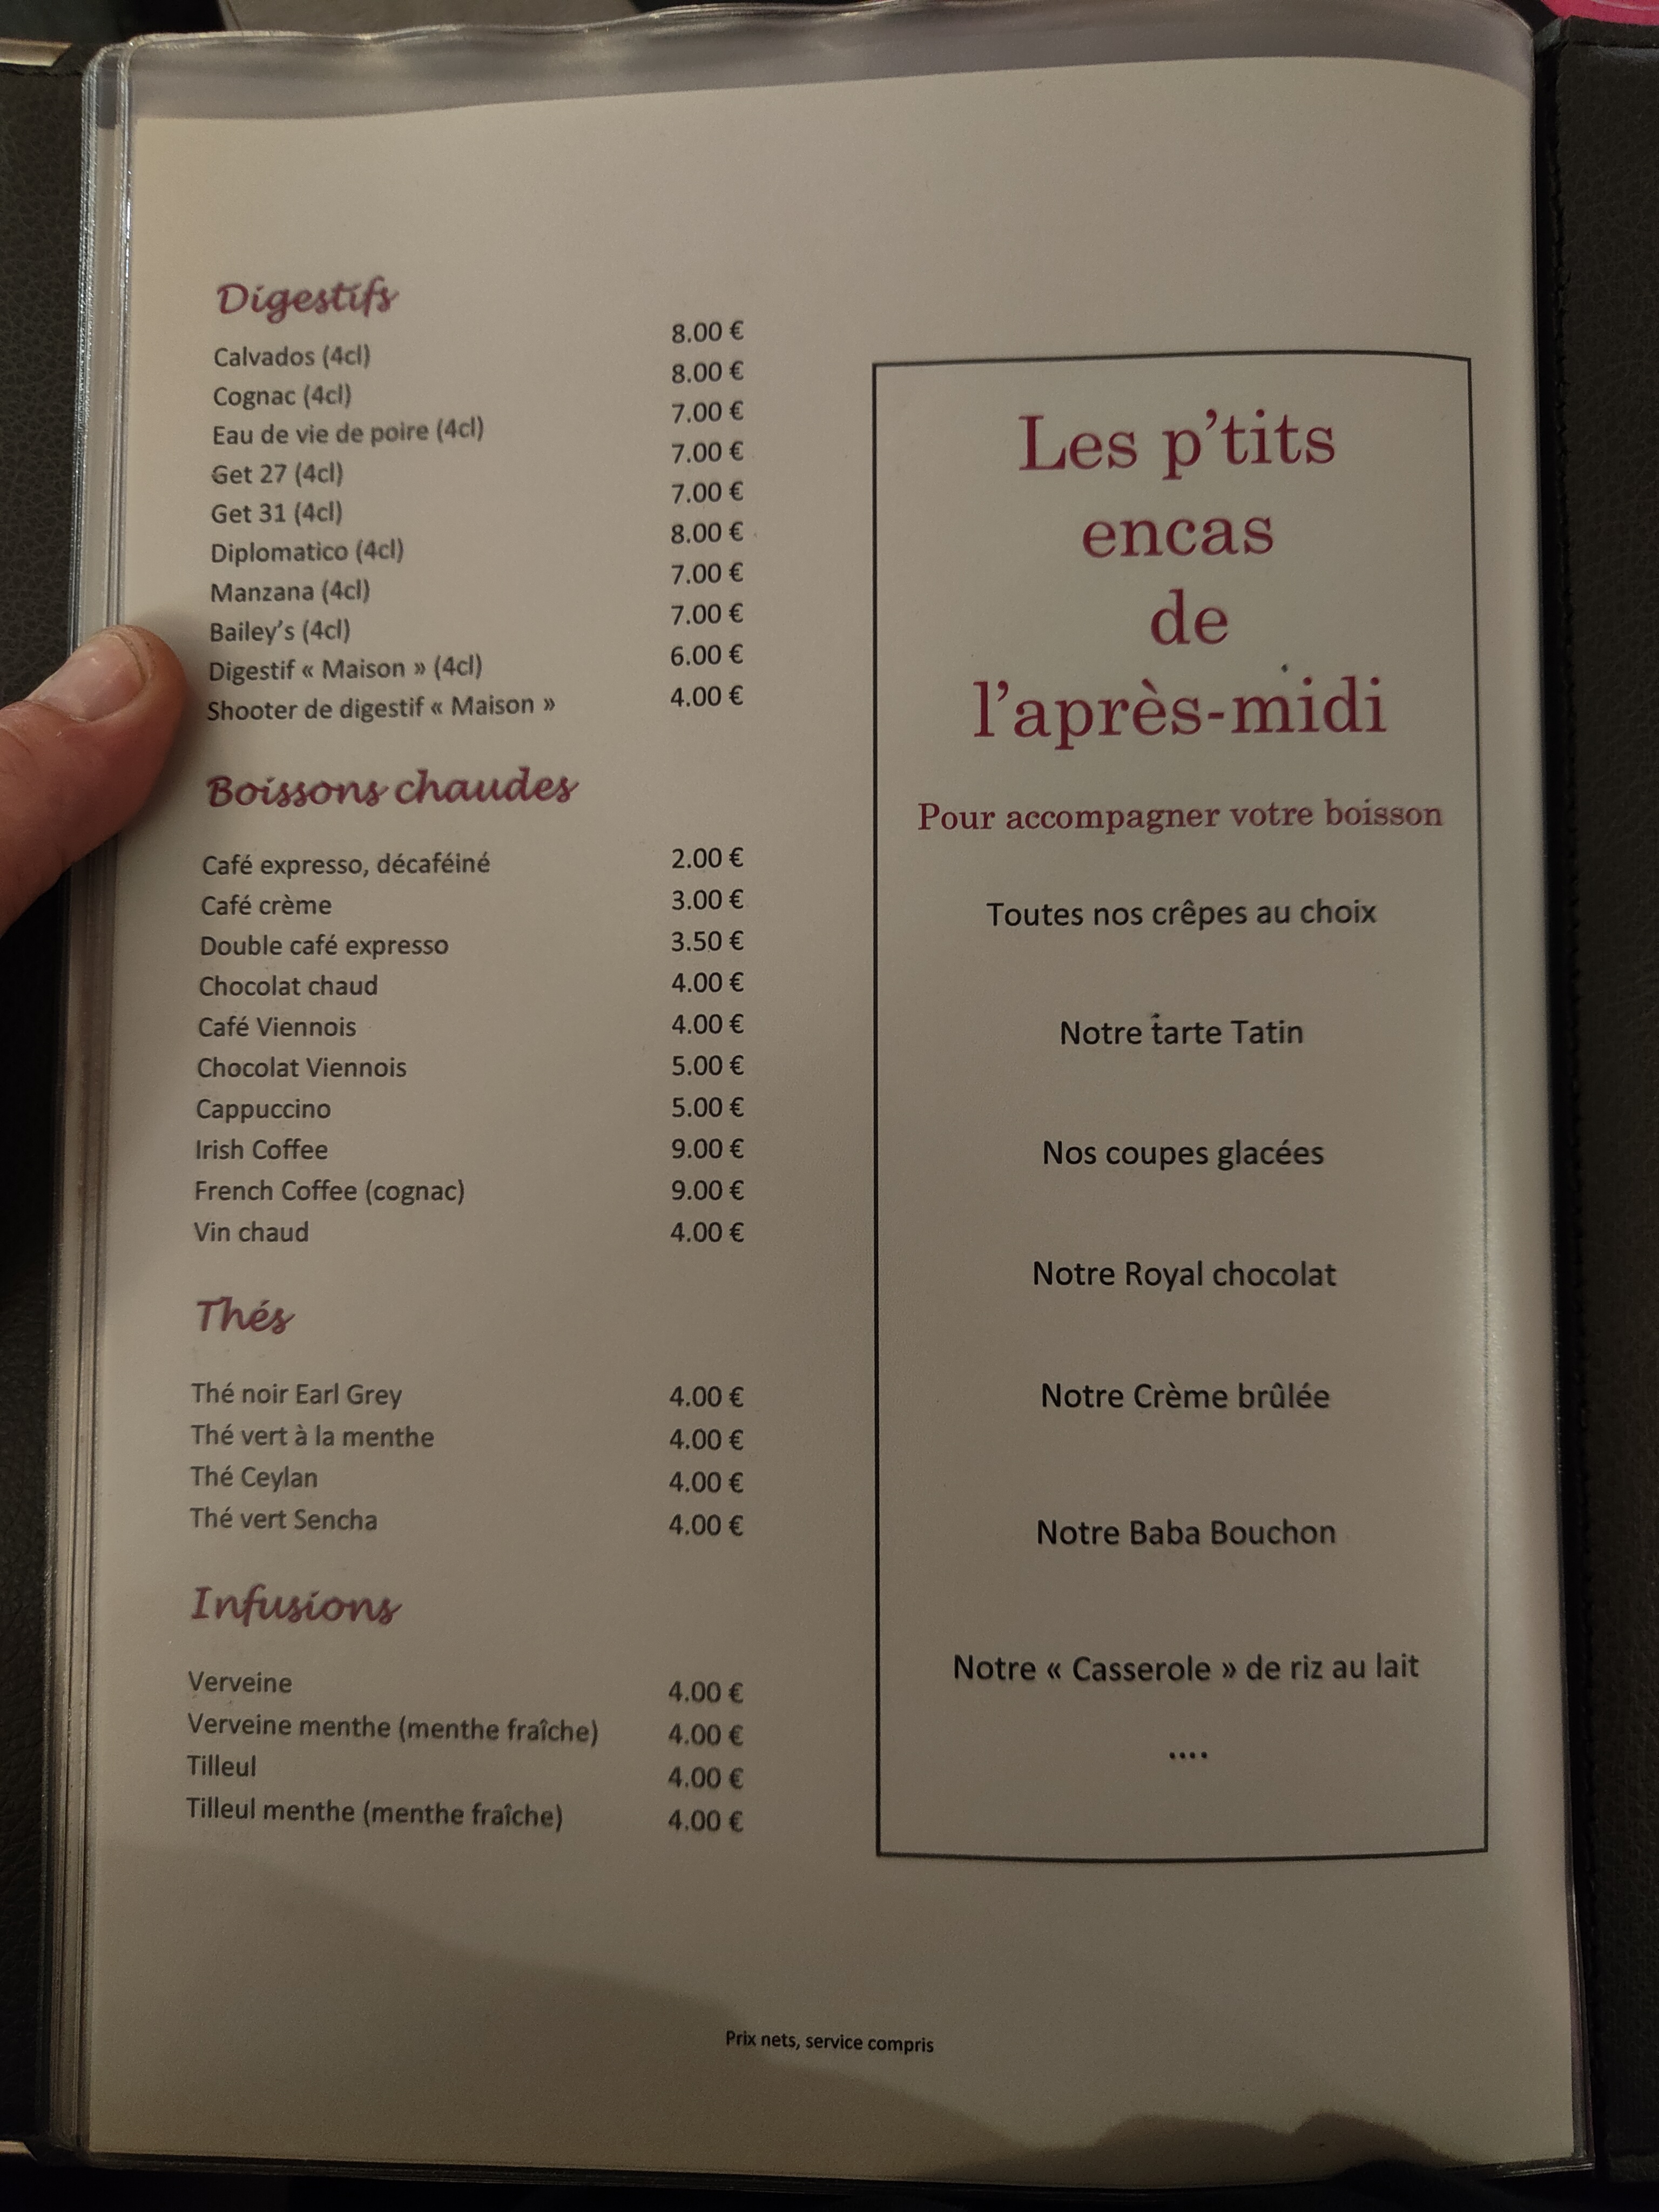 Digestifs
Calvados (4cl) 8.00 €
Cognac (4cl) 8.00 €
Eau de vie de poire (4cl) 7.00 €
Get 27 (4cl) 7.00 €
Get 31 (4cl) 7.00 €
Diplomatico (4cl) 8.00 €
Manzana (4cl) 7.00 €
Bailey's (4cl) 7.00 €
Digestif « Maison » (4cl) 6.00 €
Shooter de digestif « Maison » 4.00 €
Boissons chaudes
Café expresso, décaféiné 2.00 €
Café crème 3.00 €
Double café expresso 3.50 €
Chocolat chaud 4.00 €
Café Viennois 4.00 €
Chocolat Viennois 5.00 €
Cappuccino 5.00 €
Irish Coffee 9.00 €
French Coffee (cognac) 9.00 €
Vin chaud 4.00 €
Thés
Thé noir Earl Grey 4.00 €
Thé vert à la menthe 4.00 €
Thé Ceylan 4.00 €
Thé vert Sencha 4.00 €
Infusions
Verveine 4.00 €
Verveine menthe (menthe fraîche) 4.00 €
Tilleul 4.00 €
Tilleul menthe (menthe fraîche) 4.00 €
Les p'tits
encas
de
l'après-midi
Pour accompagner votre boisson
Toutes nos crêpes au choix
Notre tarte Tatin
Nos coupes glacées
Notre Royal chocolat
Notre Crème brûlée
Notre Baba Bouchon
Notre « Casserole » de riz au lait
....
Prix nets, service compris